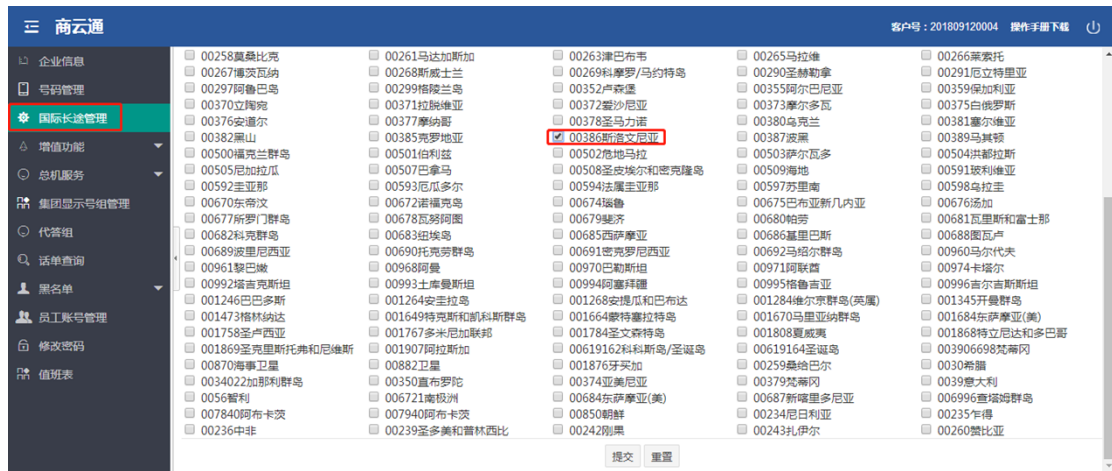 商云通
客户号：201809120004 操作手册下载
企业信息
号码管理
国际长途管理
增值功能
总机服务
集团显示号组管理
代答组
话单查询
黑名单
员工账号管理
修改密码
值班表
00258莫桑比克 00261马达加斯加 00263津巴布韦 00265马拉维 00266莱索托
00267博茨瓦纳 00268斯威士兰 00269科摩罗/马约特岛 00290圣赫勒拿 00291厄立特里亚
00297阿鲁巴岛 00299格陵兰岛 00352卢森堡 00355阿尔巴尼亚 00359保加利亚
00370立陶宛 00371拉脱维亚 00372爱沙尼亚 00373摩尔多瓦 00375白俄罗斯
00376安道尔 00377摩纳哥 00378圣马力诺 00380乌克兰 00381塞尔维亚
00382黑山 00385克罗地亚 00386斯洛文尼亚 00387波黑 00389马其顿
00500福克兰群岛 00501伯利兹 00502危地马拉 00503萨尔瓦多 00504洪都拉斯
00505尼加拉瓜 00507巴拿马 00508圣皮埃尔和密克隆岛 00509海地 00591玻利维亚
00592圭亚那 00593厄瓜多尔 00594法属圭亚那 00597苏里南 00598乌拉圭
00670东帝汶 00672诺福克岛 00674瑙鲁 00675巴布亚新几内亚 00676汤加
00677所罗门群岛 00678瓦努阿图 00679斐济 00680帕劳 00681瓦里斯和富士那
00682科克群岛 00683纽埃岛 00685西萨摩亚 00686基里巴斯 00688图瓦卢
00689波里尼西亚 00690托克劳群岛 00691密克罗尼西亚 00692马绍尔群岛 00960马尔代夫
00961黎巴嫩 00968阿曼 00970巴勒斯坦 00971阿联酋 00974卡塔尔
00992塔吉克斯坦 00993土库曼斯坦 00994阿塞拜疆 00995格鲁吉亚 00996吉尔吉斯斯坦
001246巴巴多斯 001264安圭拉岛 001268安提瓜和巴布达 001284维尔京群岛(英属) 001345开曼群岛
001473格林纳达 001649特克斯和凯科斯群岛 001664蒙特塞拉特岛 001670马里亚纳群岛 001684东萨摩亚(美)
001758圣卢西亚 001767多米尼加联邦 001784圣文森特岛 001808夏威夷 001868特立尼达和多巴哥
001869圣克里斯托弗和尼维斯 001907阿拉斯加 00619162科科斯岛/圣诞岛 00619164圣诞岛 003906698梵蒂冈
00870海事卫星 00882卫星 001876牙买加 00259桑给巴尔 0030希腊
0034022加那利群岛 00350直布罗陀 00374亚美尼亚 00379梵蒂冈 0039意大利
0056智利 006721南极洲 00684东萨摩亚(美) 00687新喀里多尼亚 006996查塔姆群岛
007840阿布卡茨 007940阿布卡茨 00850朝鲜 00234尼日利亚 00235乍得
00236中非 00239圣多美和普林西比 00242刚果 00243扎伊尔 00260赞比亚
提交 重置